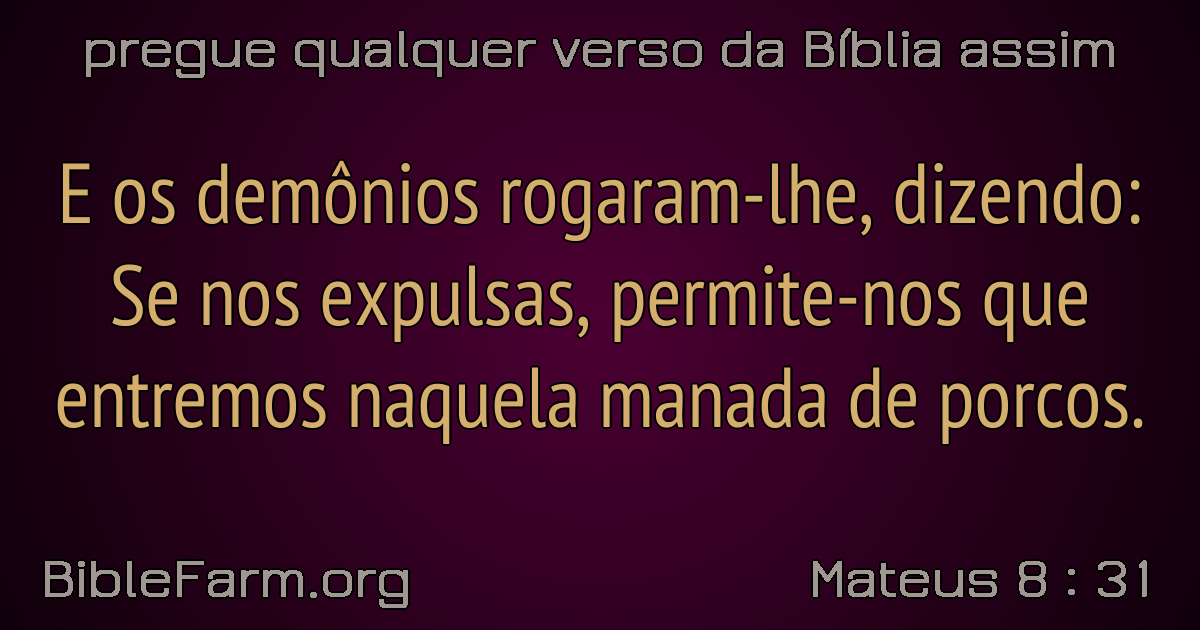 pregue qualquer verso da Bíblia assim
E os demônios rogaram-lhe, dizendo:
Se nos expulsas, permite-nos que
entremos naquela manada de porcos.
BibleFarm.org
Mateus 8 : 31